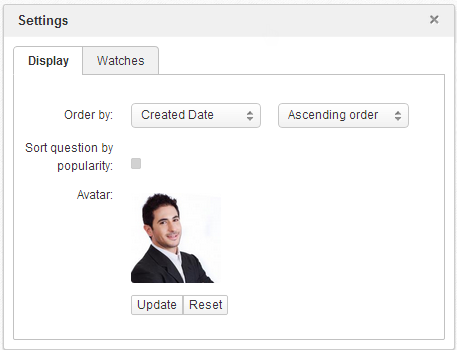 Settings
Display Watches
Order by: Created Date Ascending order
Sort question by
popularity:
Avatar:
Update Reset